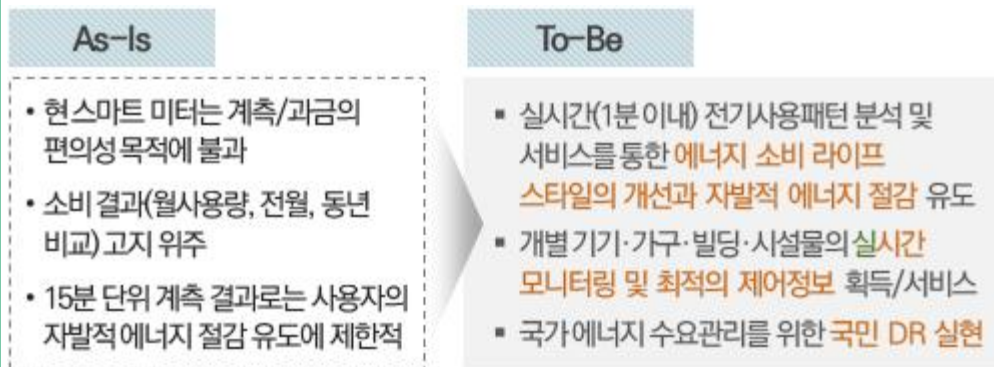 As-Is
• 현 스마트 미터는 계측/과금의
편의성 목적에 불과
• 소비 결과(월사용량, 전월, 동년
비교) 고지 위주
• 15분 단위 계측 결과로는 사용자의
자발적 에너지 절감 유도에 제한적
To-Be
▪ 실시간(1분 이내) 전기사용패턴 분석 및
서비스를 통한 에너지 소비 라이프
스타일의 개선과 자발적 에너지 절감 유도
▪ 개별 기기·가구·빌딩·시설물의 실시간
모니터링 및 최적의 제어정보 획득/서비스
▪ 국가 에너지 수요관리를 위한 국민 DR 실현